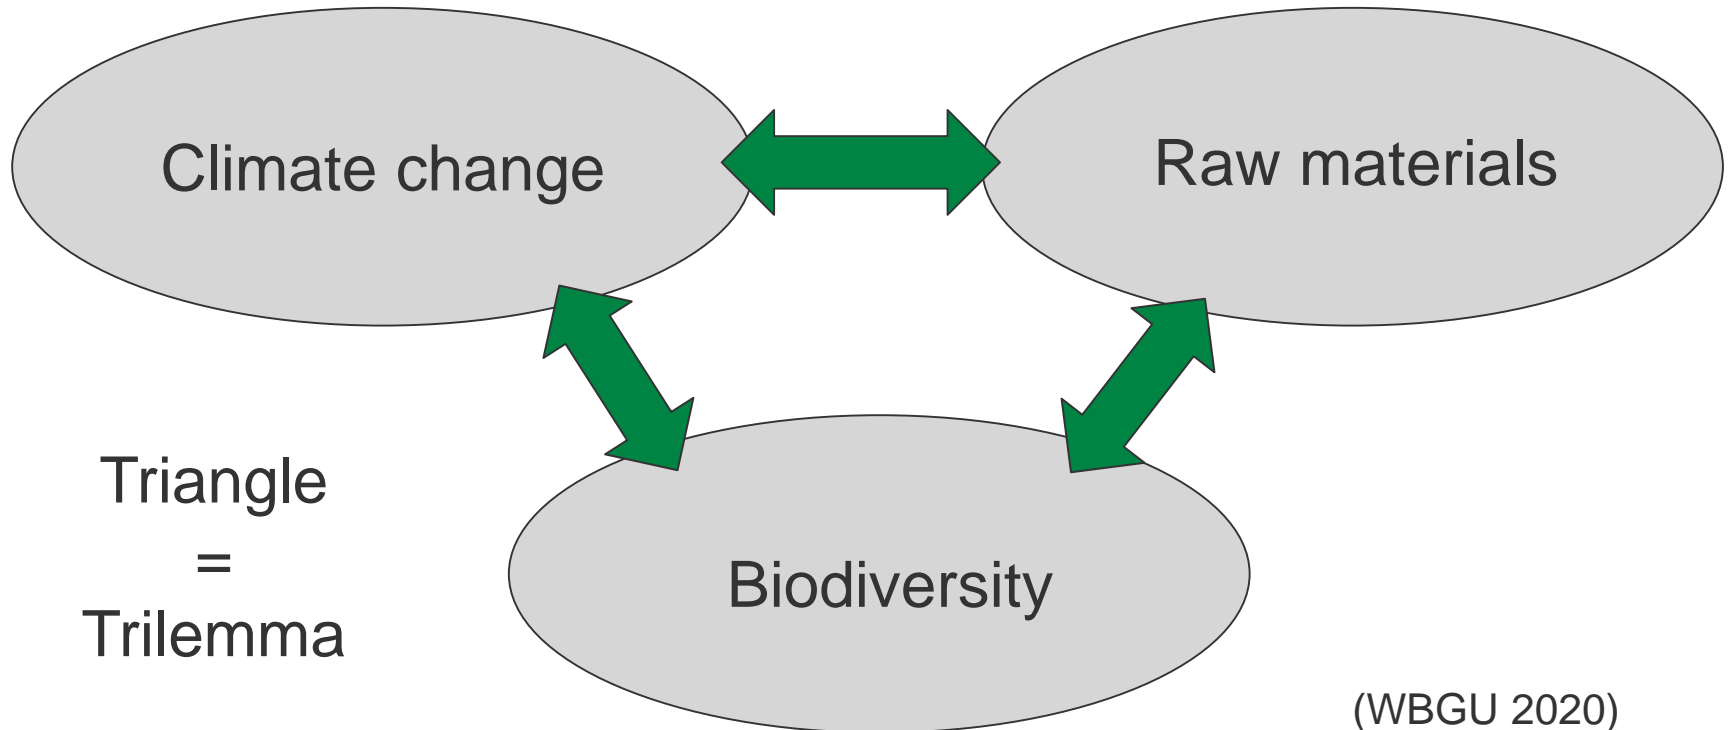 Climate change
Raw materials
Triangle
=
Trilemma
Biodiversity
(WBGU 2020)